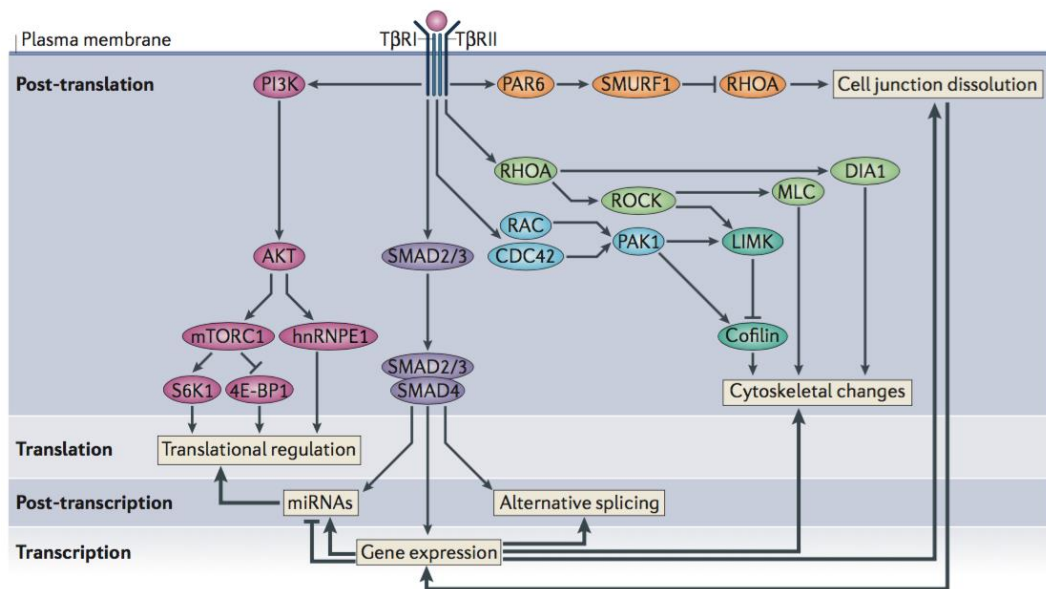 Plasma membrane
TβRI
TβRII
Post-translation
PI3K
PAR6
SMURF1
RHOA
Cell junction dissolution
RHOA
DIA1
ROCK
MLC
RAC
CDC42
PAK1
LIMK
AKT
SMAD2/3
mTORC1
hnRNPE1
Cofilin
S6K1
4E-BP1
SMAD2/3
SMAD4
Cytoskeletal changes
Translation
Translational regulation
Post-transcription
miRNAs
Alternative splicing
Transcription
Gene expression